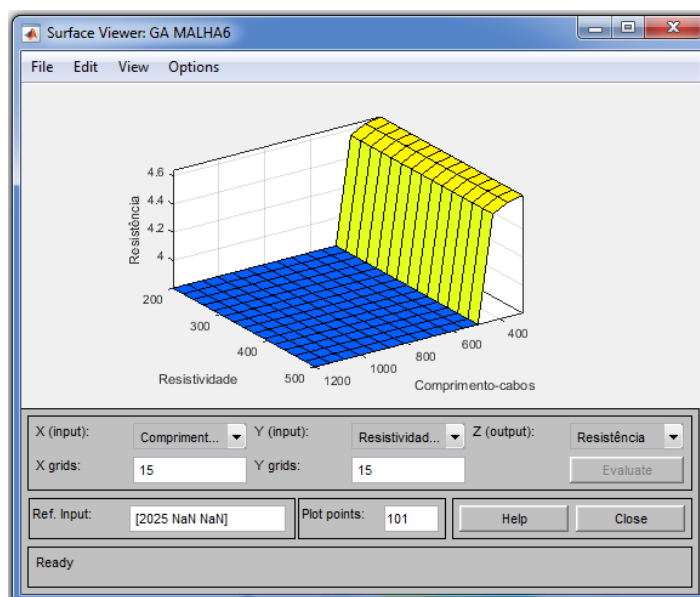 Surface Viewer: GA MALHA6
File Edit View Options
4.6
4.4
4.2
4
Resistência
200
300
400
500
Resistividade
1200
1000
800
600
400
Comprimento-cabos
X (input): Compriment... Y (input): Resistividad... Z (output): Resistência
X grids: 15 Y grids: 15 Evaluate
Ref. Input: [2025 NaN NaN] Plot points: 101 Help Close
Ready